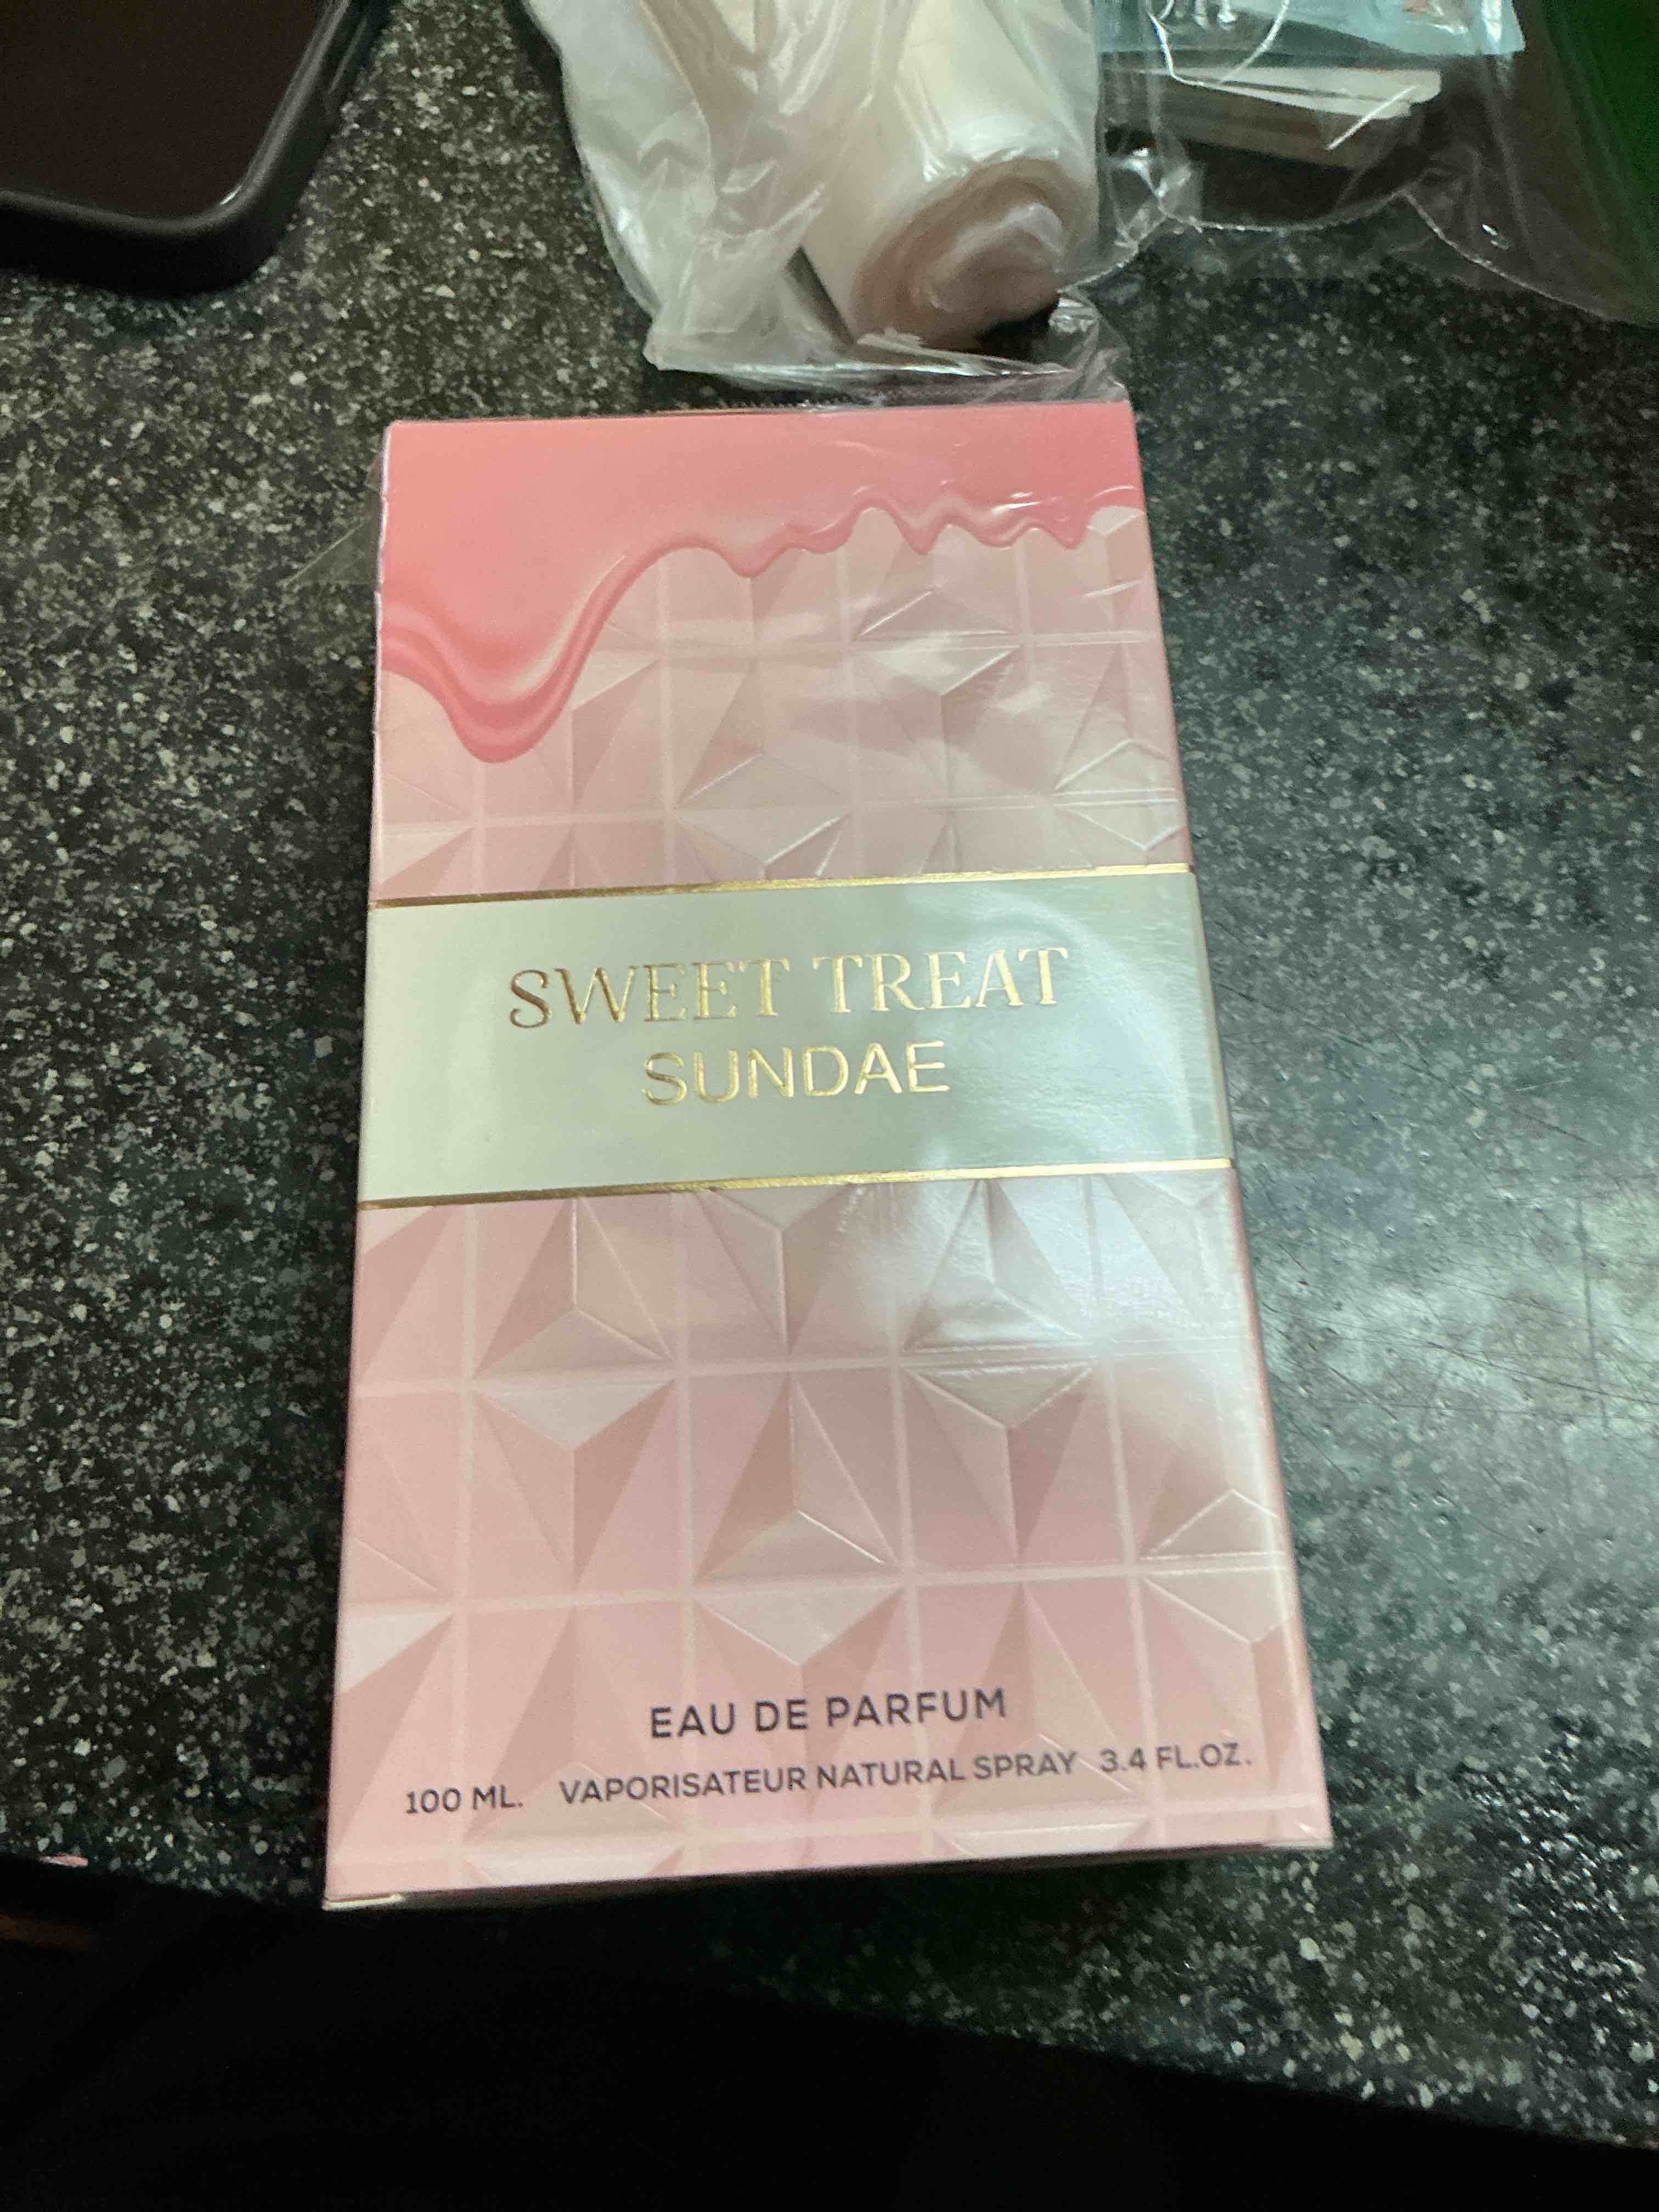 SWEET TREAT
SUNDAE
EAU DE PARFUM
100 ML. VAPORISATEUR NATURAL SPRAY 3.4 FL.OZ.